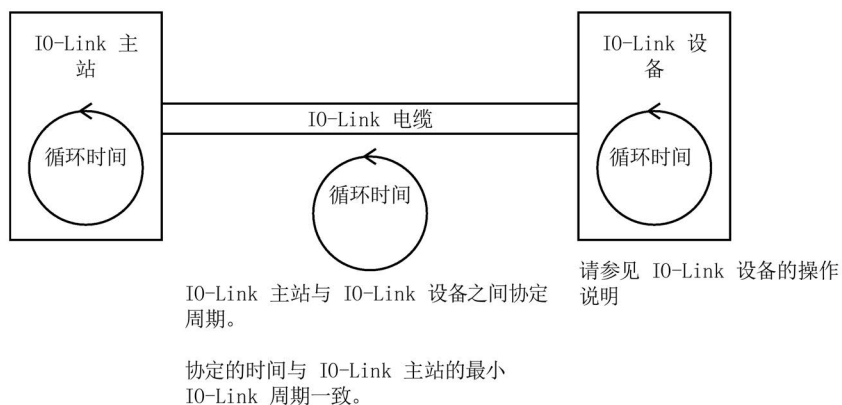 IO-Link 主
站
循环时间
IO-Link 电缆
循环时间
IO-Link 设
备
循环时间
IO-Link 主站与 IO-Link 设备之间协定
周期。
协定的时间与 IO-Link 主站的最小
IO-Link 周期一致。
请参见 IO-Link 设备的操作
说明